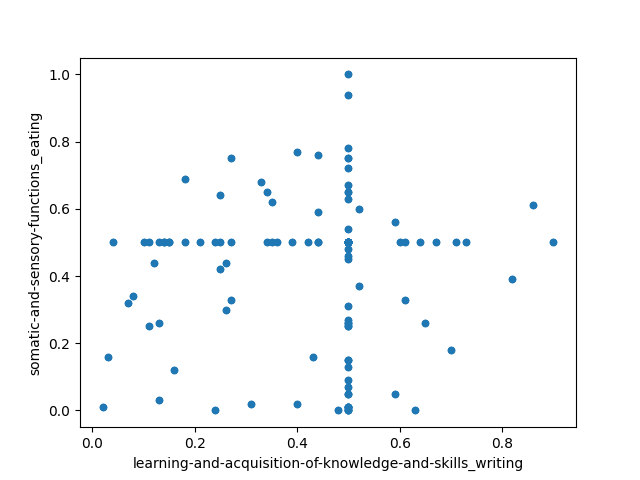 1.0
0.8
0.6
0.4
0.2
0.0
somatic-and-sensory-functions_eating
0.0 0.2 0.4 0.6 0.8
learning-and-acquisition-of-knowledge-and-skills_writing